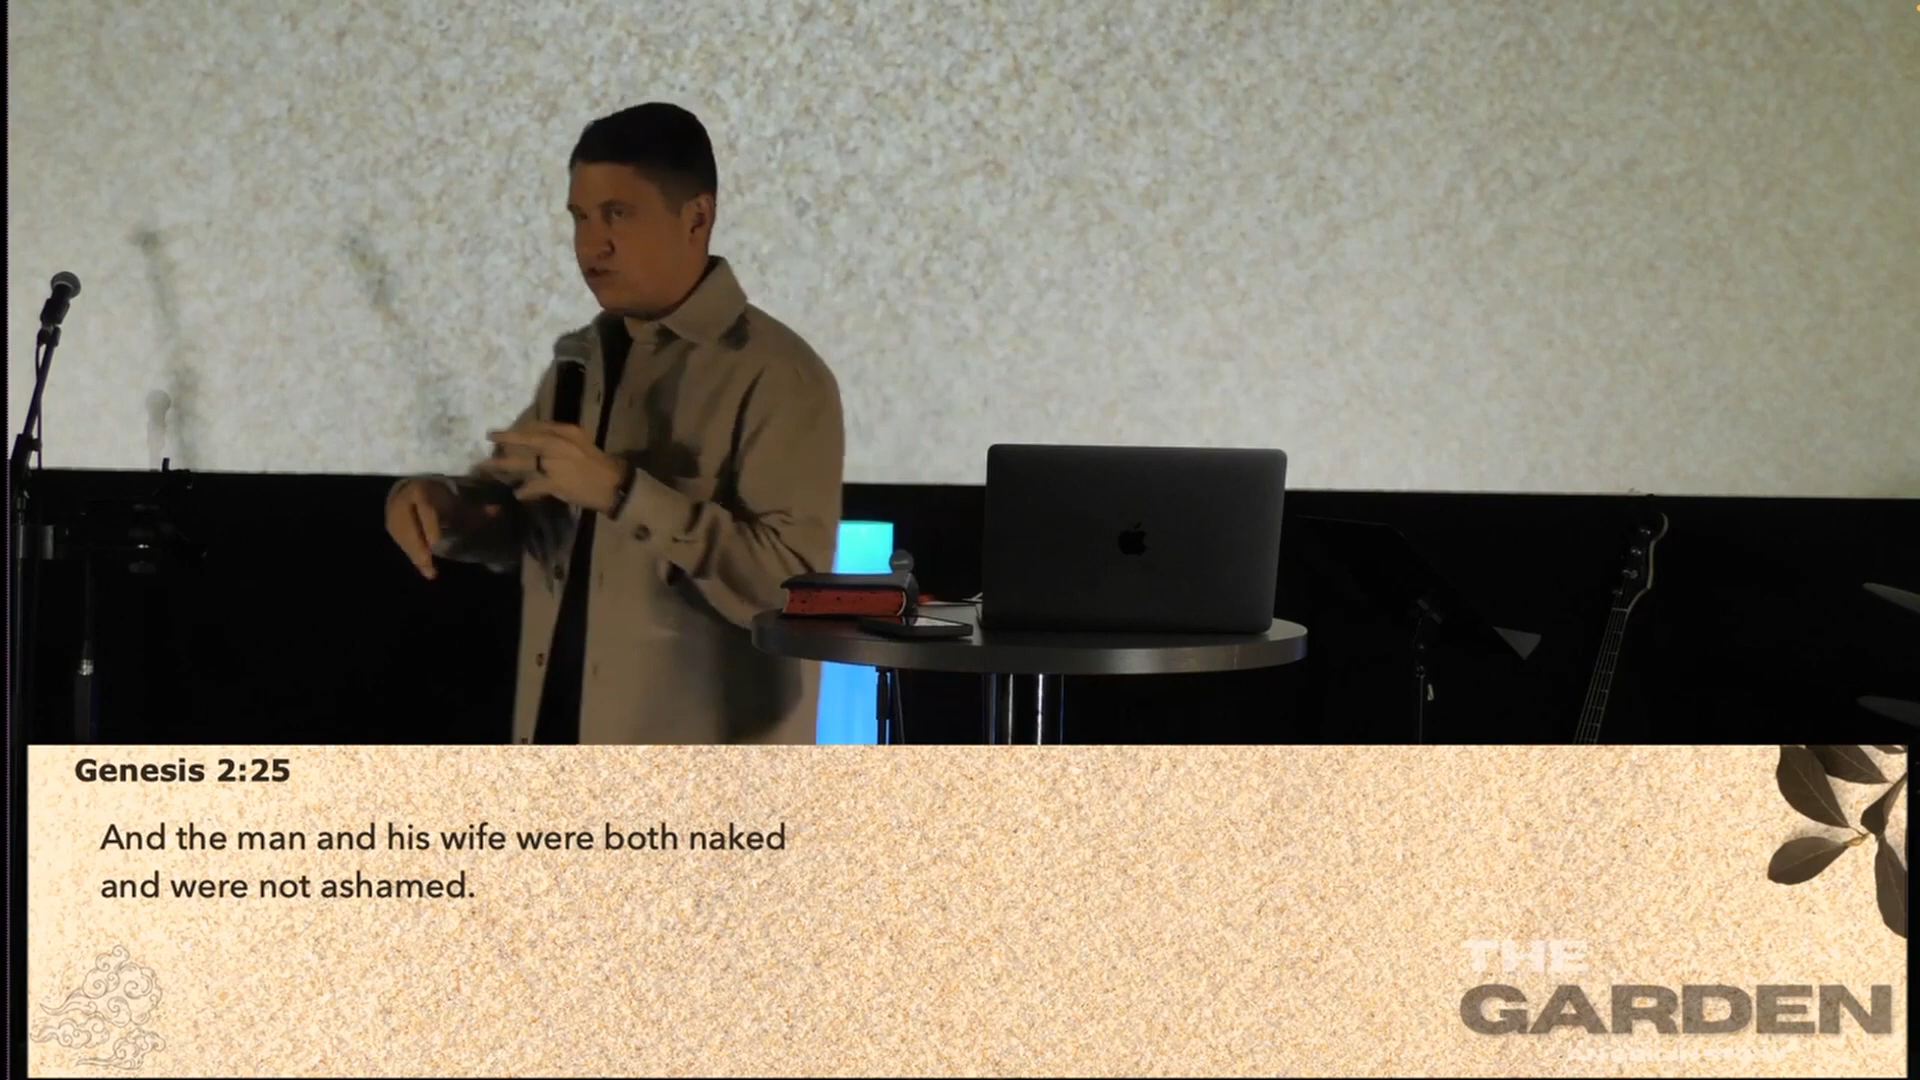 Genesis 2:25
And the man and his wife were both naked
and were not ashamed.
THE
GARDEN